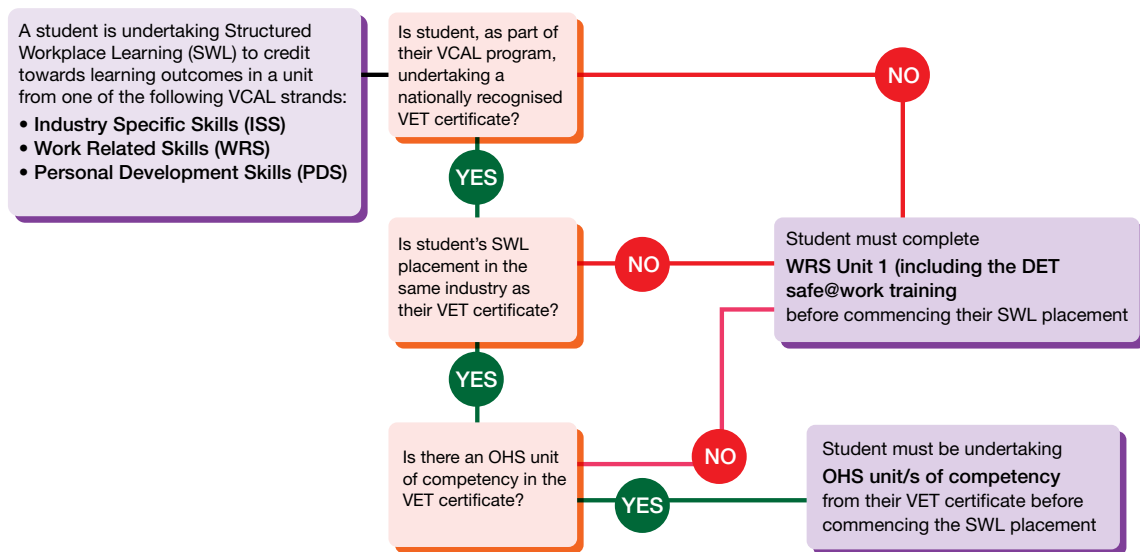 A student is undertaking Structured
Workplace Learning (SWL) to credit
towards learning outcomes in a unit
from one of the following VCAL strands:
• Industry Specific Skills (ISS)
• Work Related Skills (WRS)
• Personal Development Skills (PDS)
Is student, as part of
their VCAL program,
undertaking a
nationally recognised
VET certificate?
NO
YES
Is student’s SWL
placement in the
same industry as
their VET certificate?
NO
Student must complete
WRS Unit 1 (including the DET
safe@work training
before commencing their SWL placement
YES
Is there an OHS unit
of competency in the
VET certificate?
NO
YES
Student must be undertaking
OHS unit/s of competency
from their VET certificate before
commencing the SWL placement